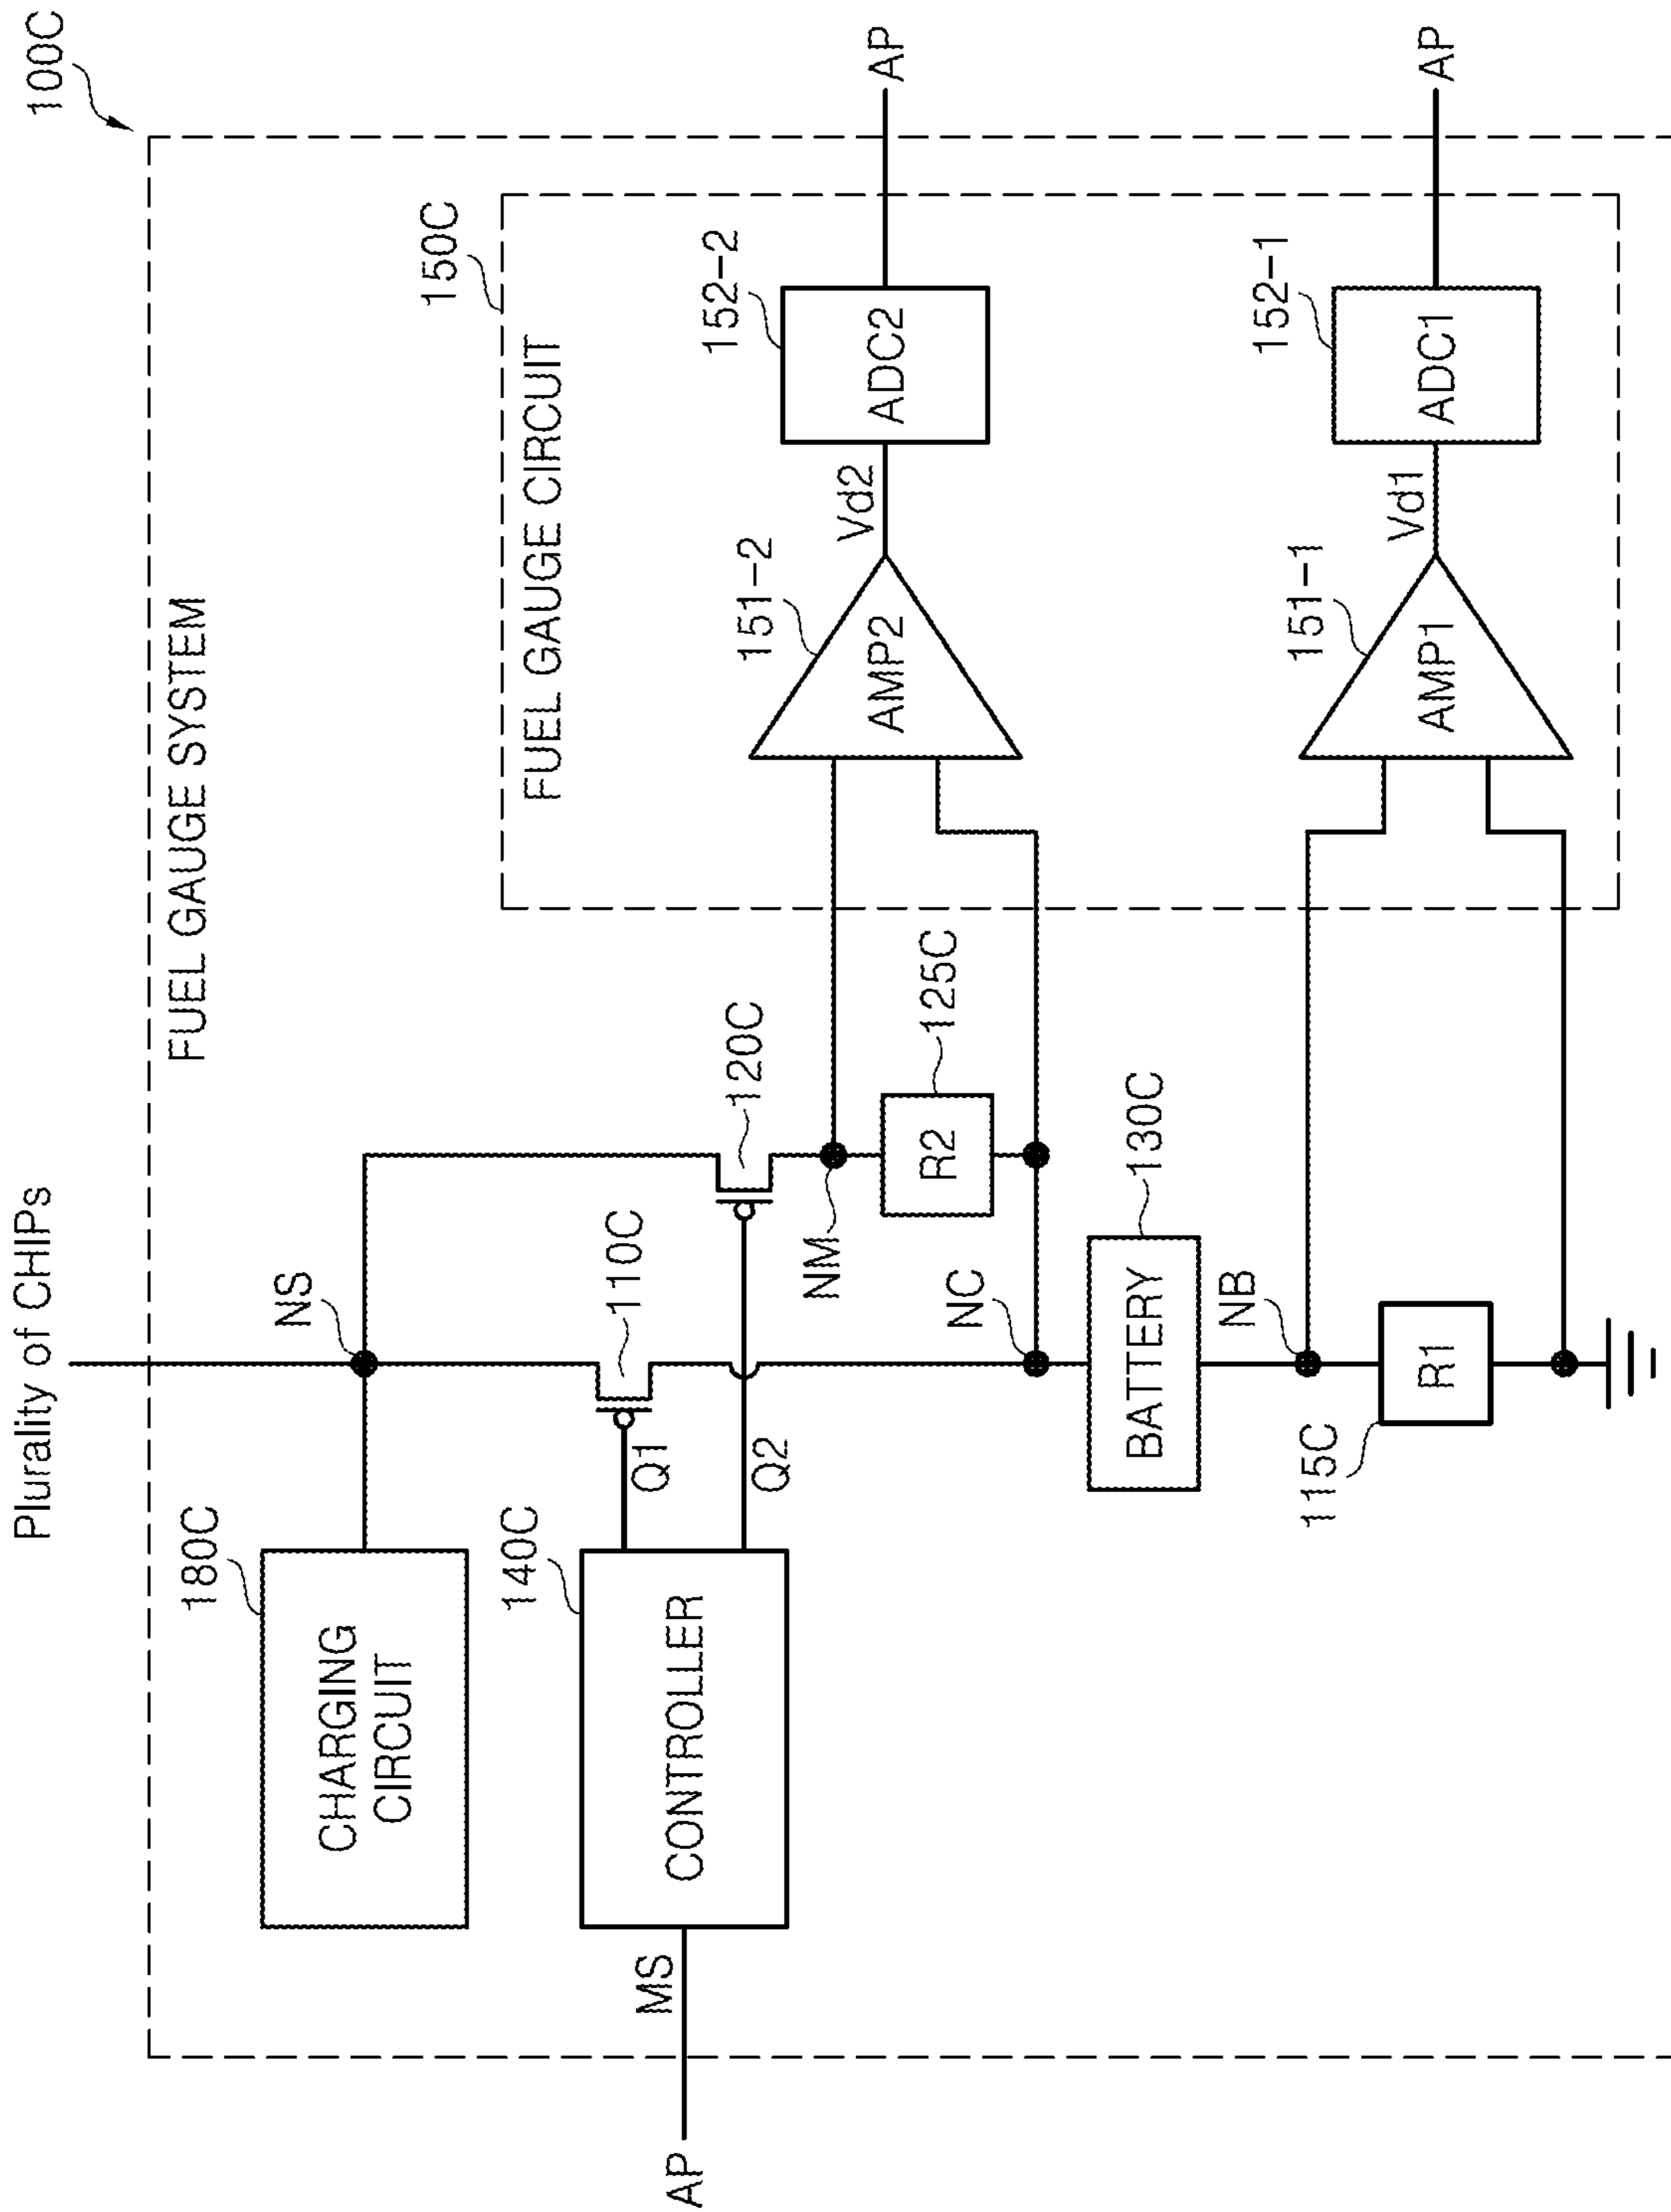 100C
FUEL GAUGE SYSTEM
Plurality of CHIPs
NS
180C
CHARGING
CIRCUIT
140C
CONTROLLER
MS
AP
Q1
Q2
110C
120C
NM
R2
125C
NC
130C
BATTERY
NB
R1
115C
150C
FUEL GAUGE CIRCUIT
151-2
AMP2
Vd2
152-2
ADC2
AP
151-1
AMP1
Vd1
152-1
ADC1
AP